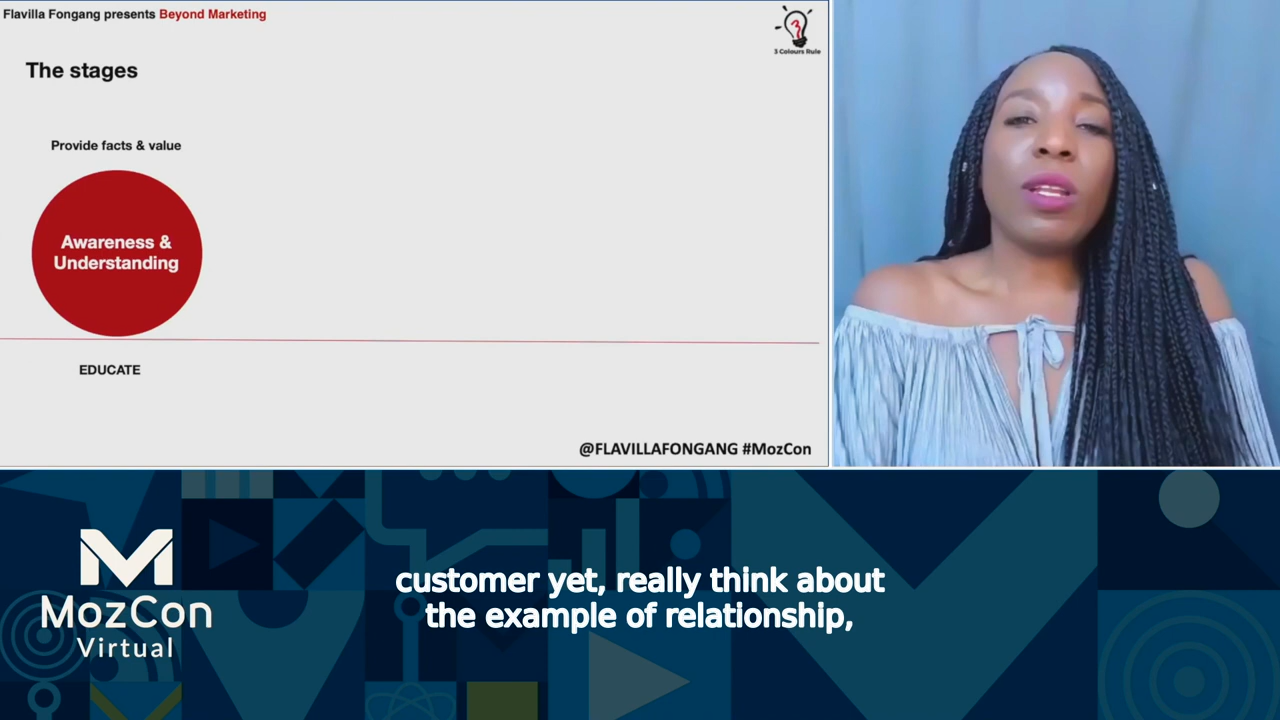 Flavilla Fongang presents Beyond Marketing
3 Colours Rule
The stages
Provide facts & value
Awareness &
Understanding
EDUCATE
@FLAVILLAFONGANG #MozCon
MozCon
Virtual
customer yet, really think about
the example of relationship,